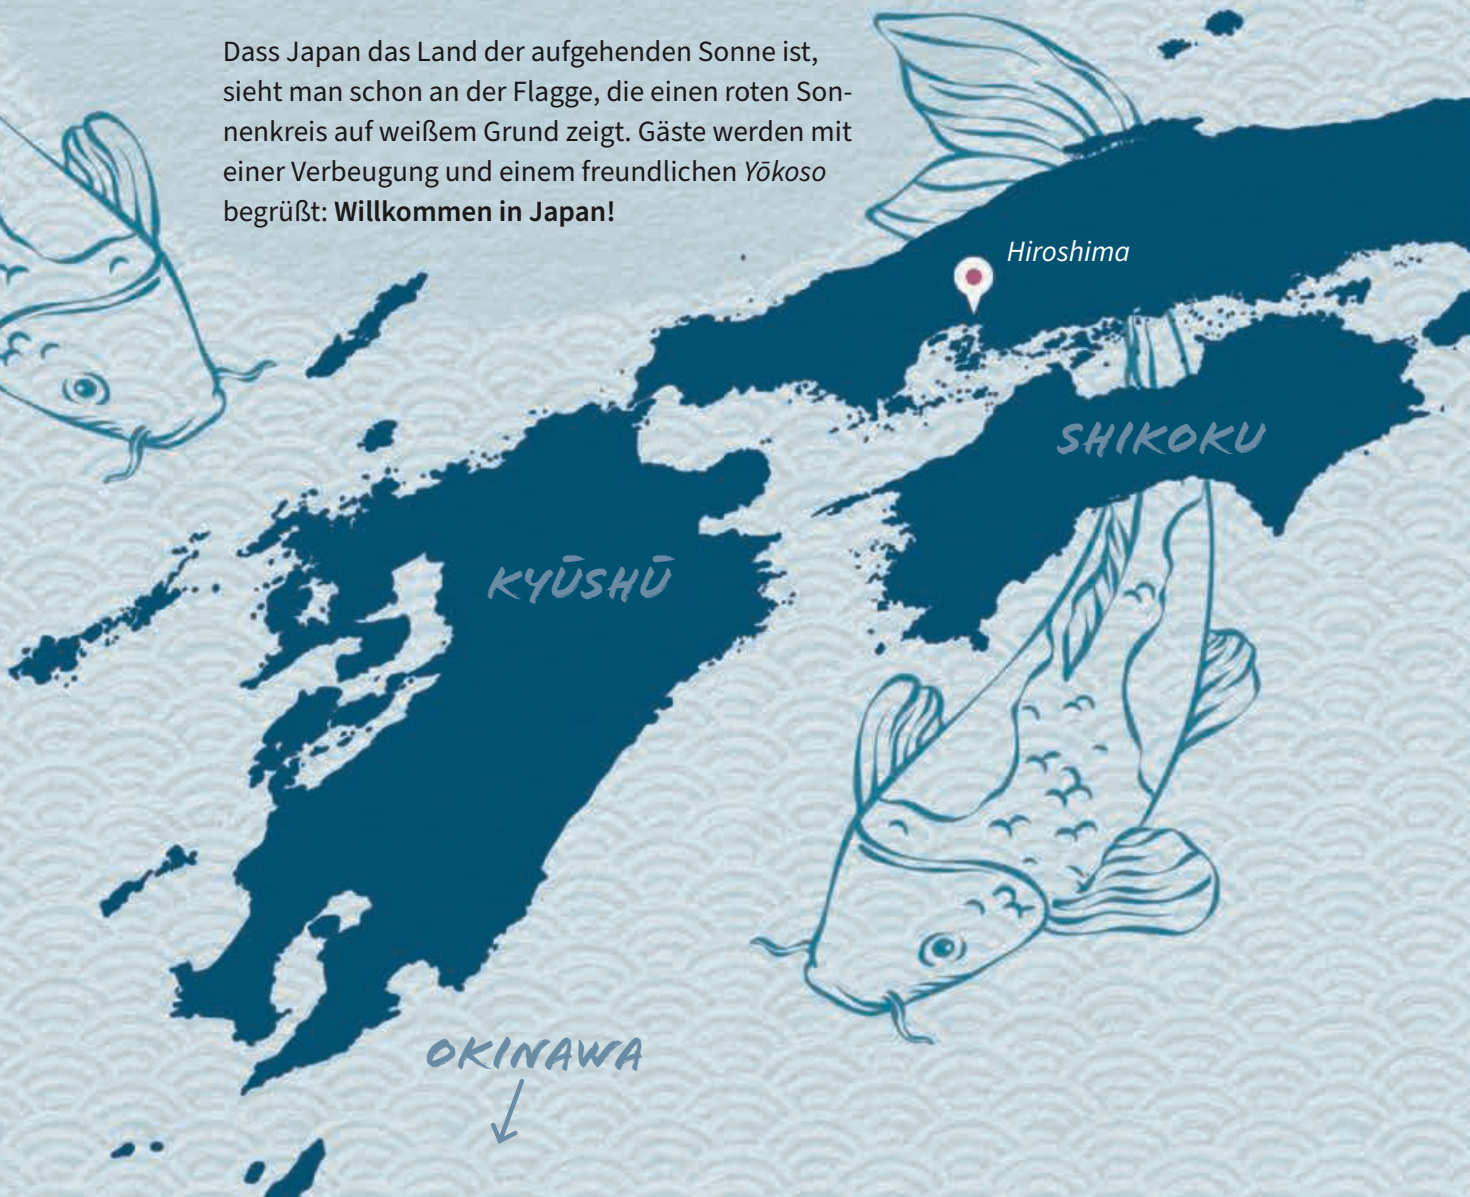 Dass Japan das Land der aufgehenden Sonne ist,
sieht man schon an der Flagge, die einen roten Son-
nenkreis auf weißem Grund zeigt. Gäste werden mit
einer Verbeugung und einem freundlichen Yōkoso
begrüßt: Willkommen in Japan!
Hiroshima
SHIKOKU
KYŪSHŪ
OKINAWA